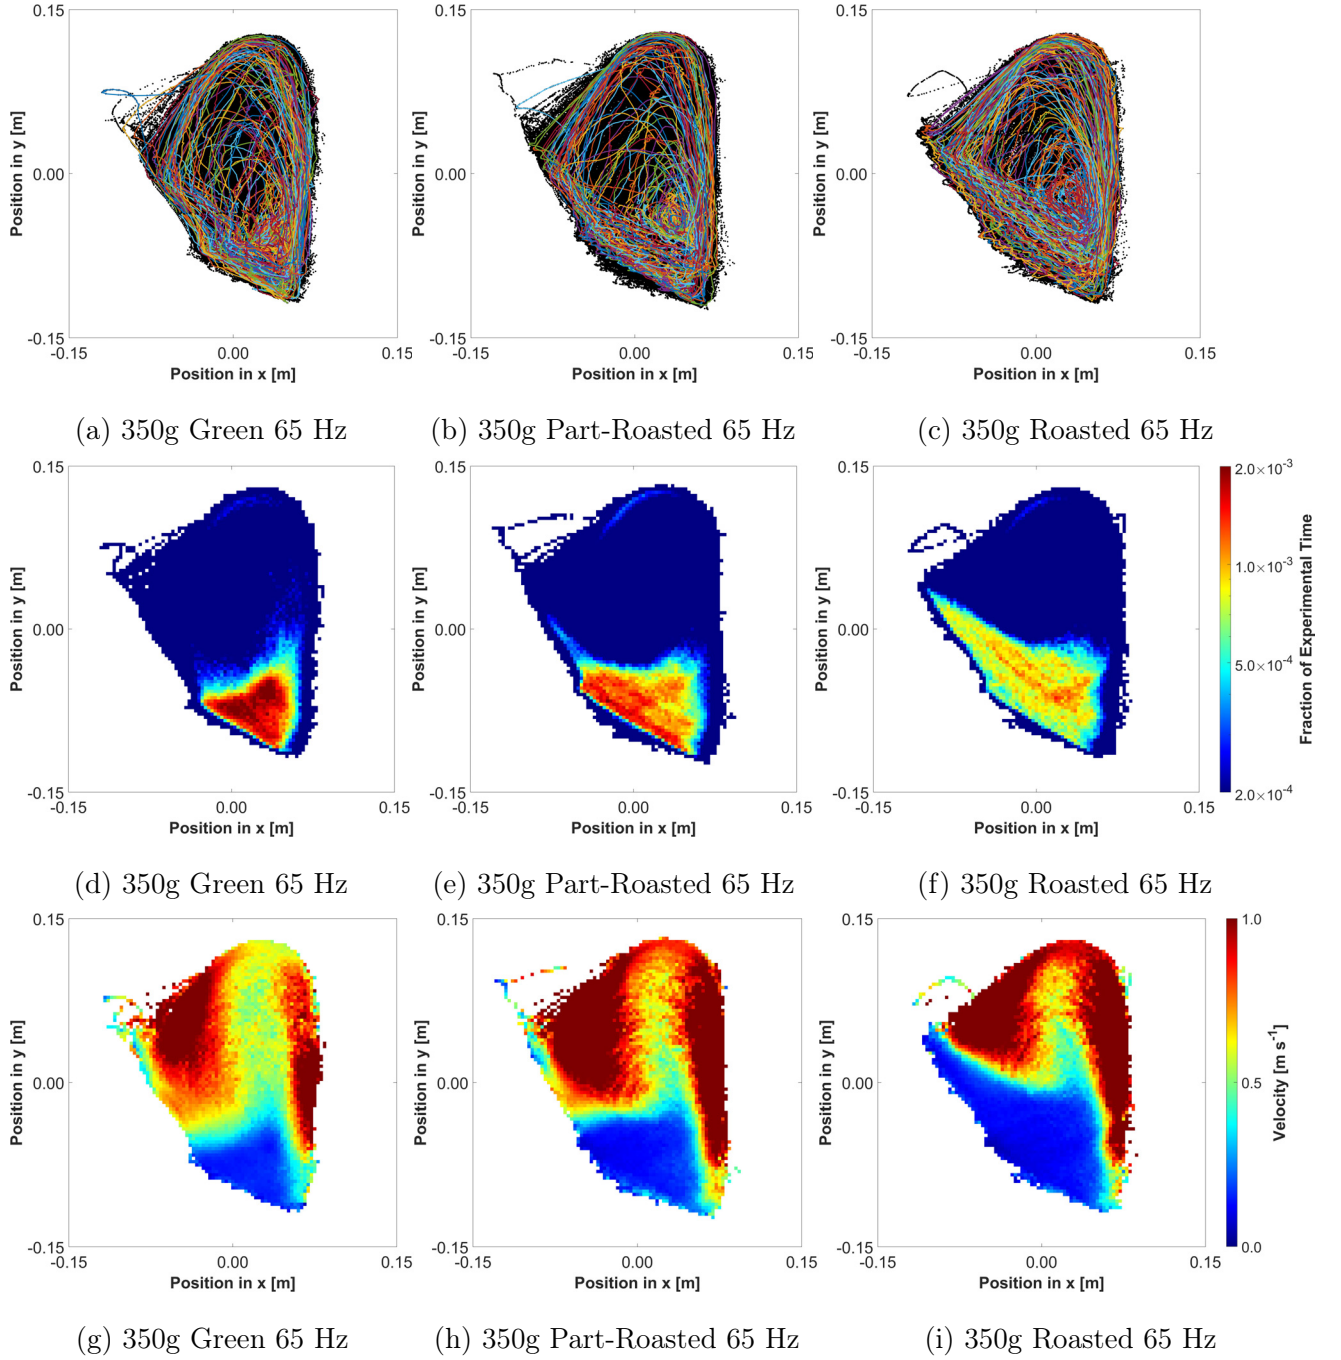 0.15
0.00
-0.15
-0.15
0.00
0.15
Position in y [m]
Position in x [m]
0.15
0.00
-0.15
-0.15
0.00
0.15
Position in y [m]
Position in x [m]
0.15
0.00
-0.15
-0.15
0.00
0.15
Position in y [m]
Position in x [m]
(a) 350g Green 65 Hz
(b) 350g Part-Roasted 65 Hz
(c) 350g Roasted 65 Hz
0.15
0.00
-0.15
-0.15
0.00
0.15
Position in y [m]
Position in x [m]
0.15
0.00
-0.15
-0.15
0.00
0.15
Position in y [m]
Position in x [m]
0.15
0.00
-0.15
-0.15
0.00
0.15
Position in y [m]
Position in x [m]
2.0×10⁻³
1.0×10⁻³
5.0×10⁻⁴
2.0×10⁻⁴
Fraction of Experimental Time
(d) 350g Green 65 Hz
(e) 350g Part-Roasted 65 Hz
(f) 350g Roasted 65 Hz
0.15
0.00
-0.15
-0.15
0.00
0.15
Position in y [m]
Position in x [m]
0.15
0.00
-0.15
-0.15
0.00
0.15
Position in y [m]
Position in x [m]
0.15
0.00
-0.15
-0.15
0.00
0.15
Position in y [m]
Position in x [m]
1.0
0.5
0.0
Velocity [m s⁻¹]
(g) 350g Green 65 Hz
(h) 350g Part-Roasted 65 Hz
(i) 350g Roasted 65 Hz